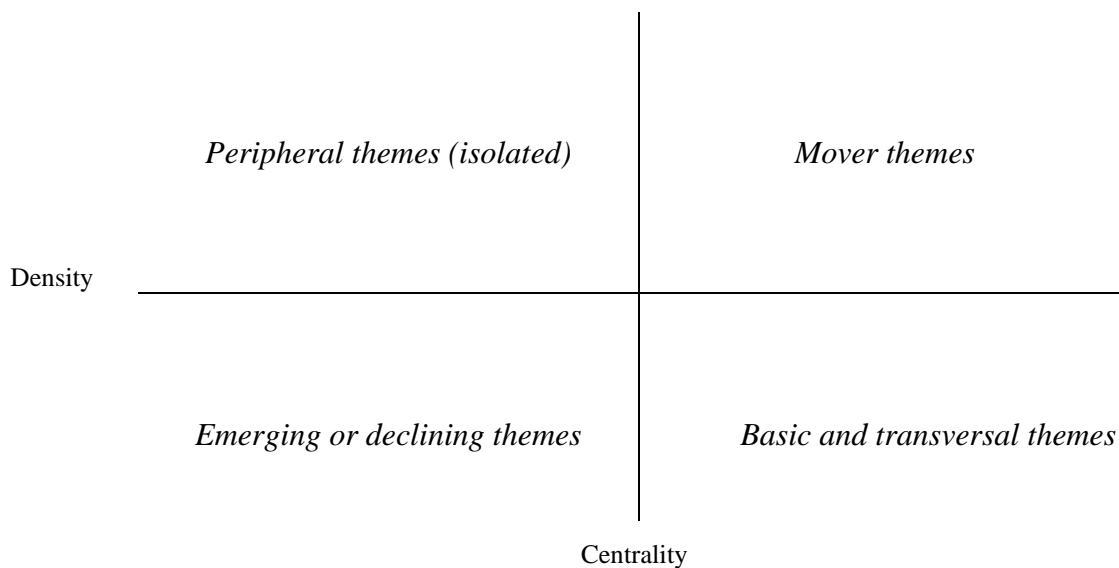 Peripheral themes (isolated)
Mover themes
Density
Emerging or declining themes
Basic and transversal themes
Centrality